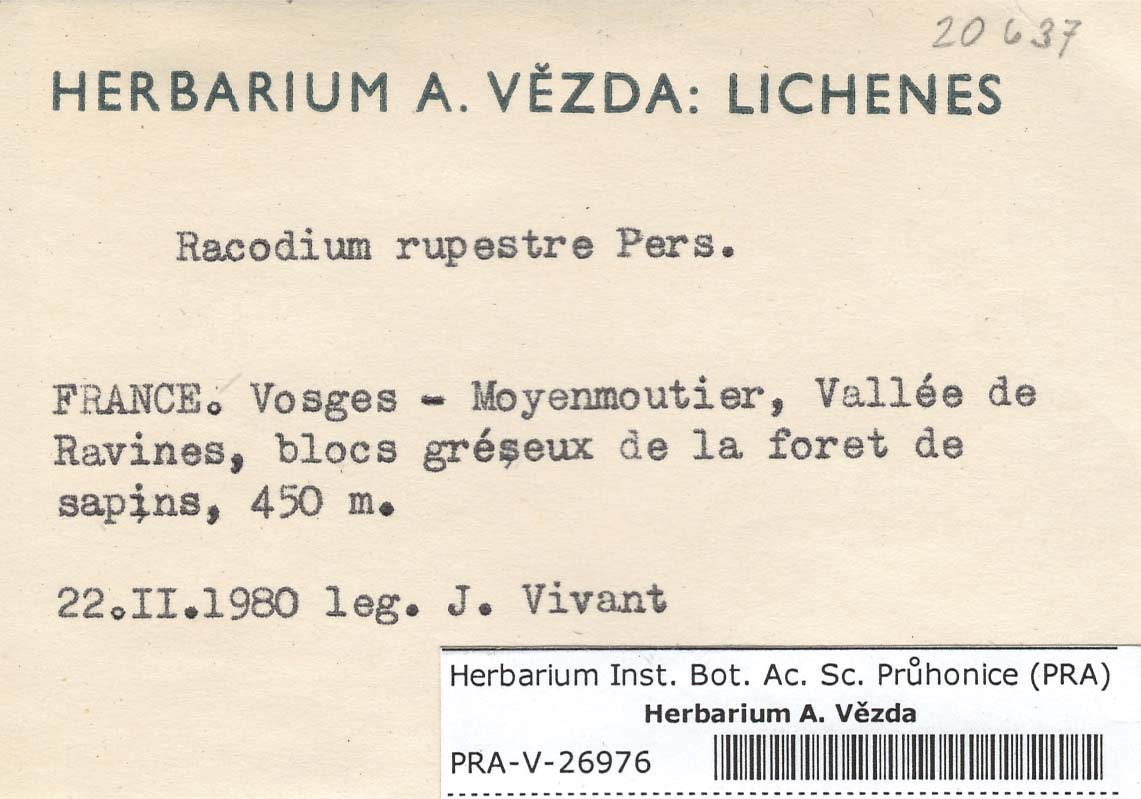 20637
HERBARIUM A. VĚZDA: LICHENES
Racodium rupestre Pers.
FRANCE. Vosges - Moyenmoutier, Vallée de
Ravines, blocs gréseux de la foret de
sapins, 450 m.
22.II.1980 leg. J. Vivant
Herbarium Inst. Bot. Ac. Sc. Průhonice (PRA)
Herbarium A. Vězda
PRA-V-26976